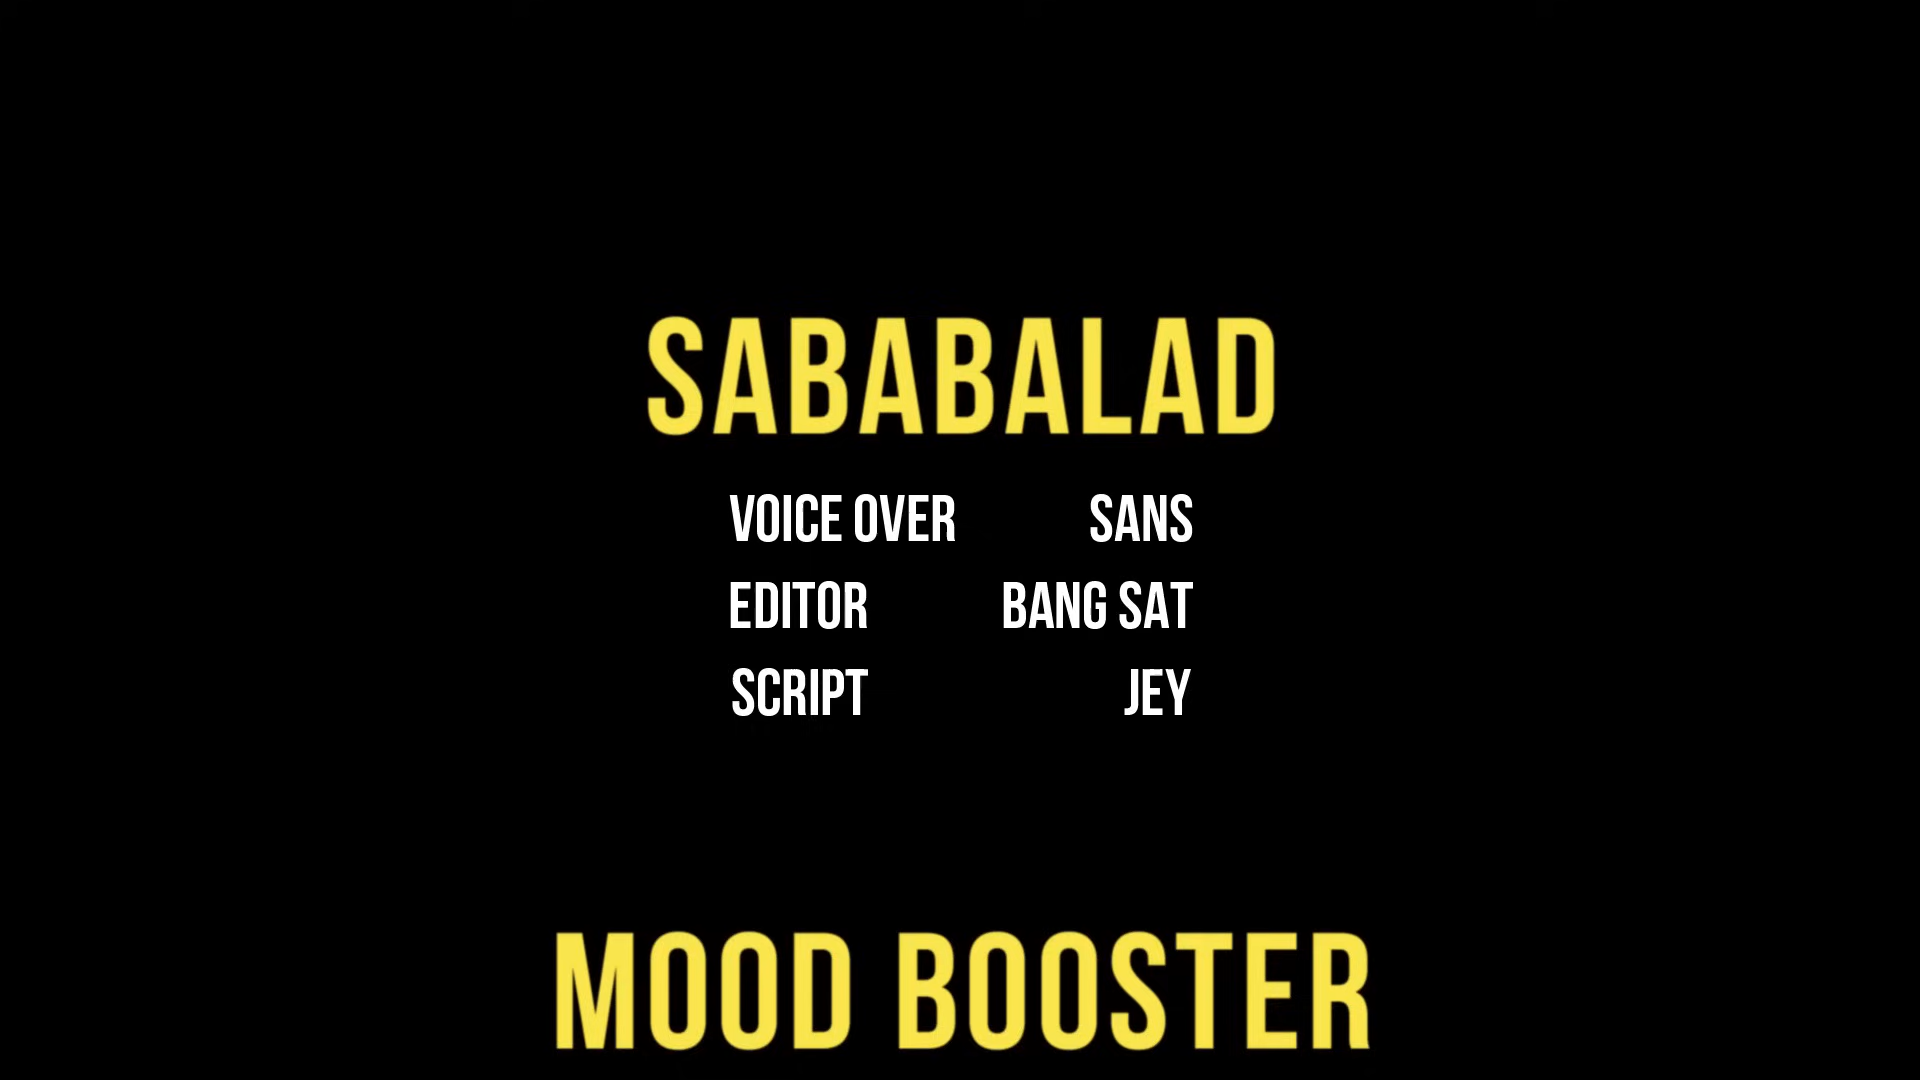 SABABALAD
VOICE OVER SANS
EDITOR BANG SAT
SCRIPT JEY
MOOD BOOSTER